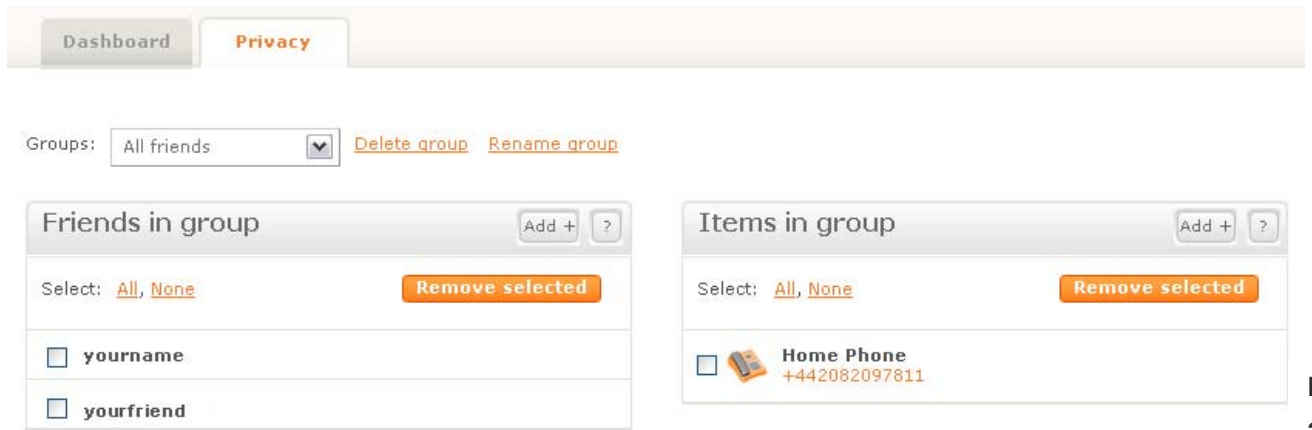 Dashboard Privacy
Groups: All friends Delete group Rename group
Friends in group Add + ?
Select: All, None Remove selected
yourname
yourfriend
Items in group Add + ?
Select: All, None Remove selected
Home Phone
+442082097811